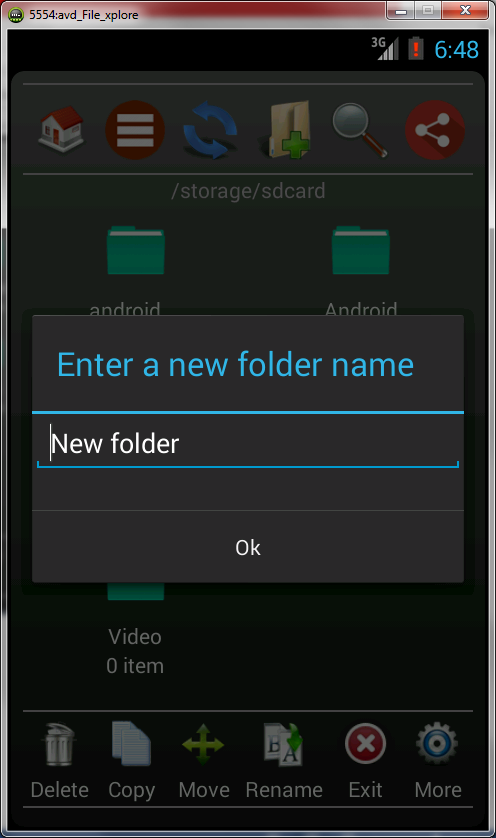 5554:avd_File_xplore
3G 6:48
/storage/sdcard
android Android
Enter a new folder name
New folder
Ok
Video
0 item
B A
Delete Copy Move Rename Exit More